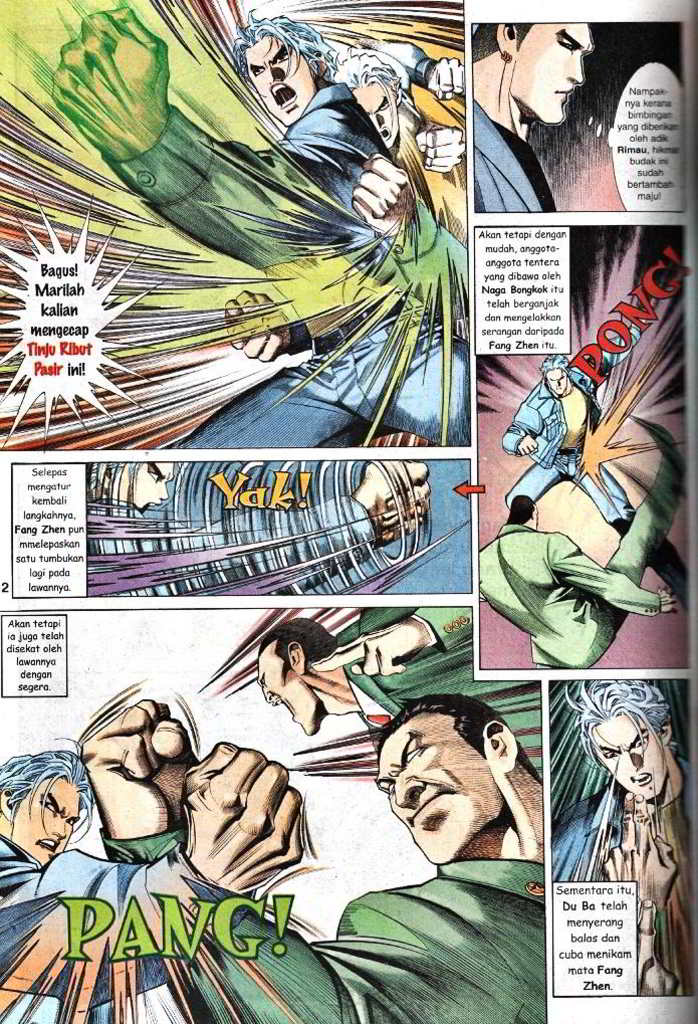 Bagus!
Marilah
kalian
mengecap
Tinju Ribut
Pasir ini!
Nampak-
nya kerana
bimbingan
yang diberikan
oleh adik
Rimau, hikmat
budak ini
sudah
bertambah
maju!
Akan tetapi dengan
mudah, anggota-
anggota tentera
yang dibawa oleh
Naga Bongkok itu
telah berganjak
dan mengelakkan
serangan daripada
Fang Zhen itu.
PONG!
Selepas
mengatur
kembali
langkahnya,
Fang Zhen pun
mmelepaskan
satu tumbukan
lagi pada
lawannya.
Yak!
2
Akan tetapi
ia juga telah
disekat oleh
lawannya
dengan
segera.
PANG!
Sementara itu,
Du Ba telah
menyerang
balas dan
cuba menikam
mata Fang
Zhen.